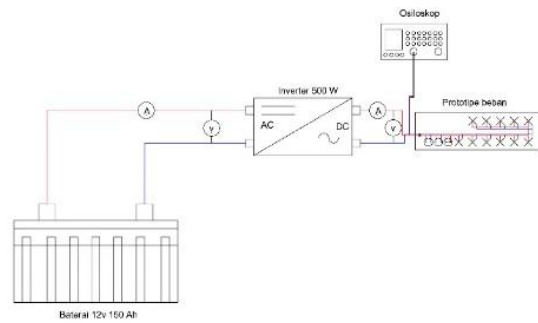 Osiloskop
Inverter 500 W
Prototipe beban
A
A
AC
DC
V
V
Baterai 12v 150 Ah